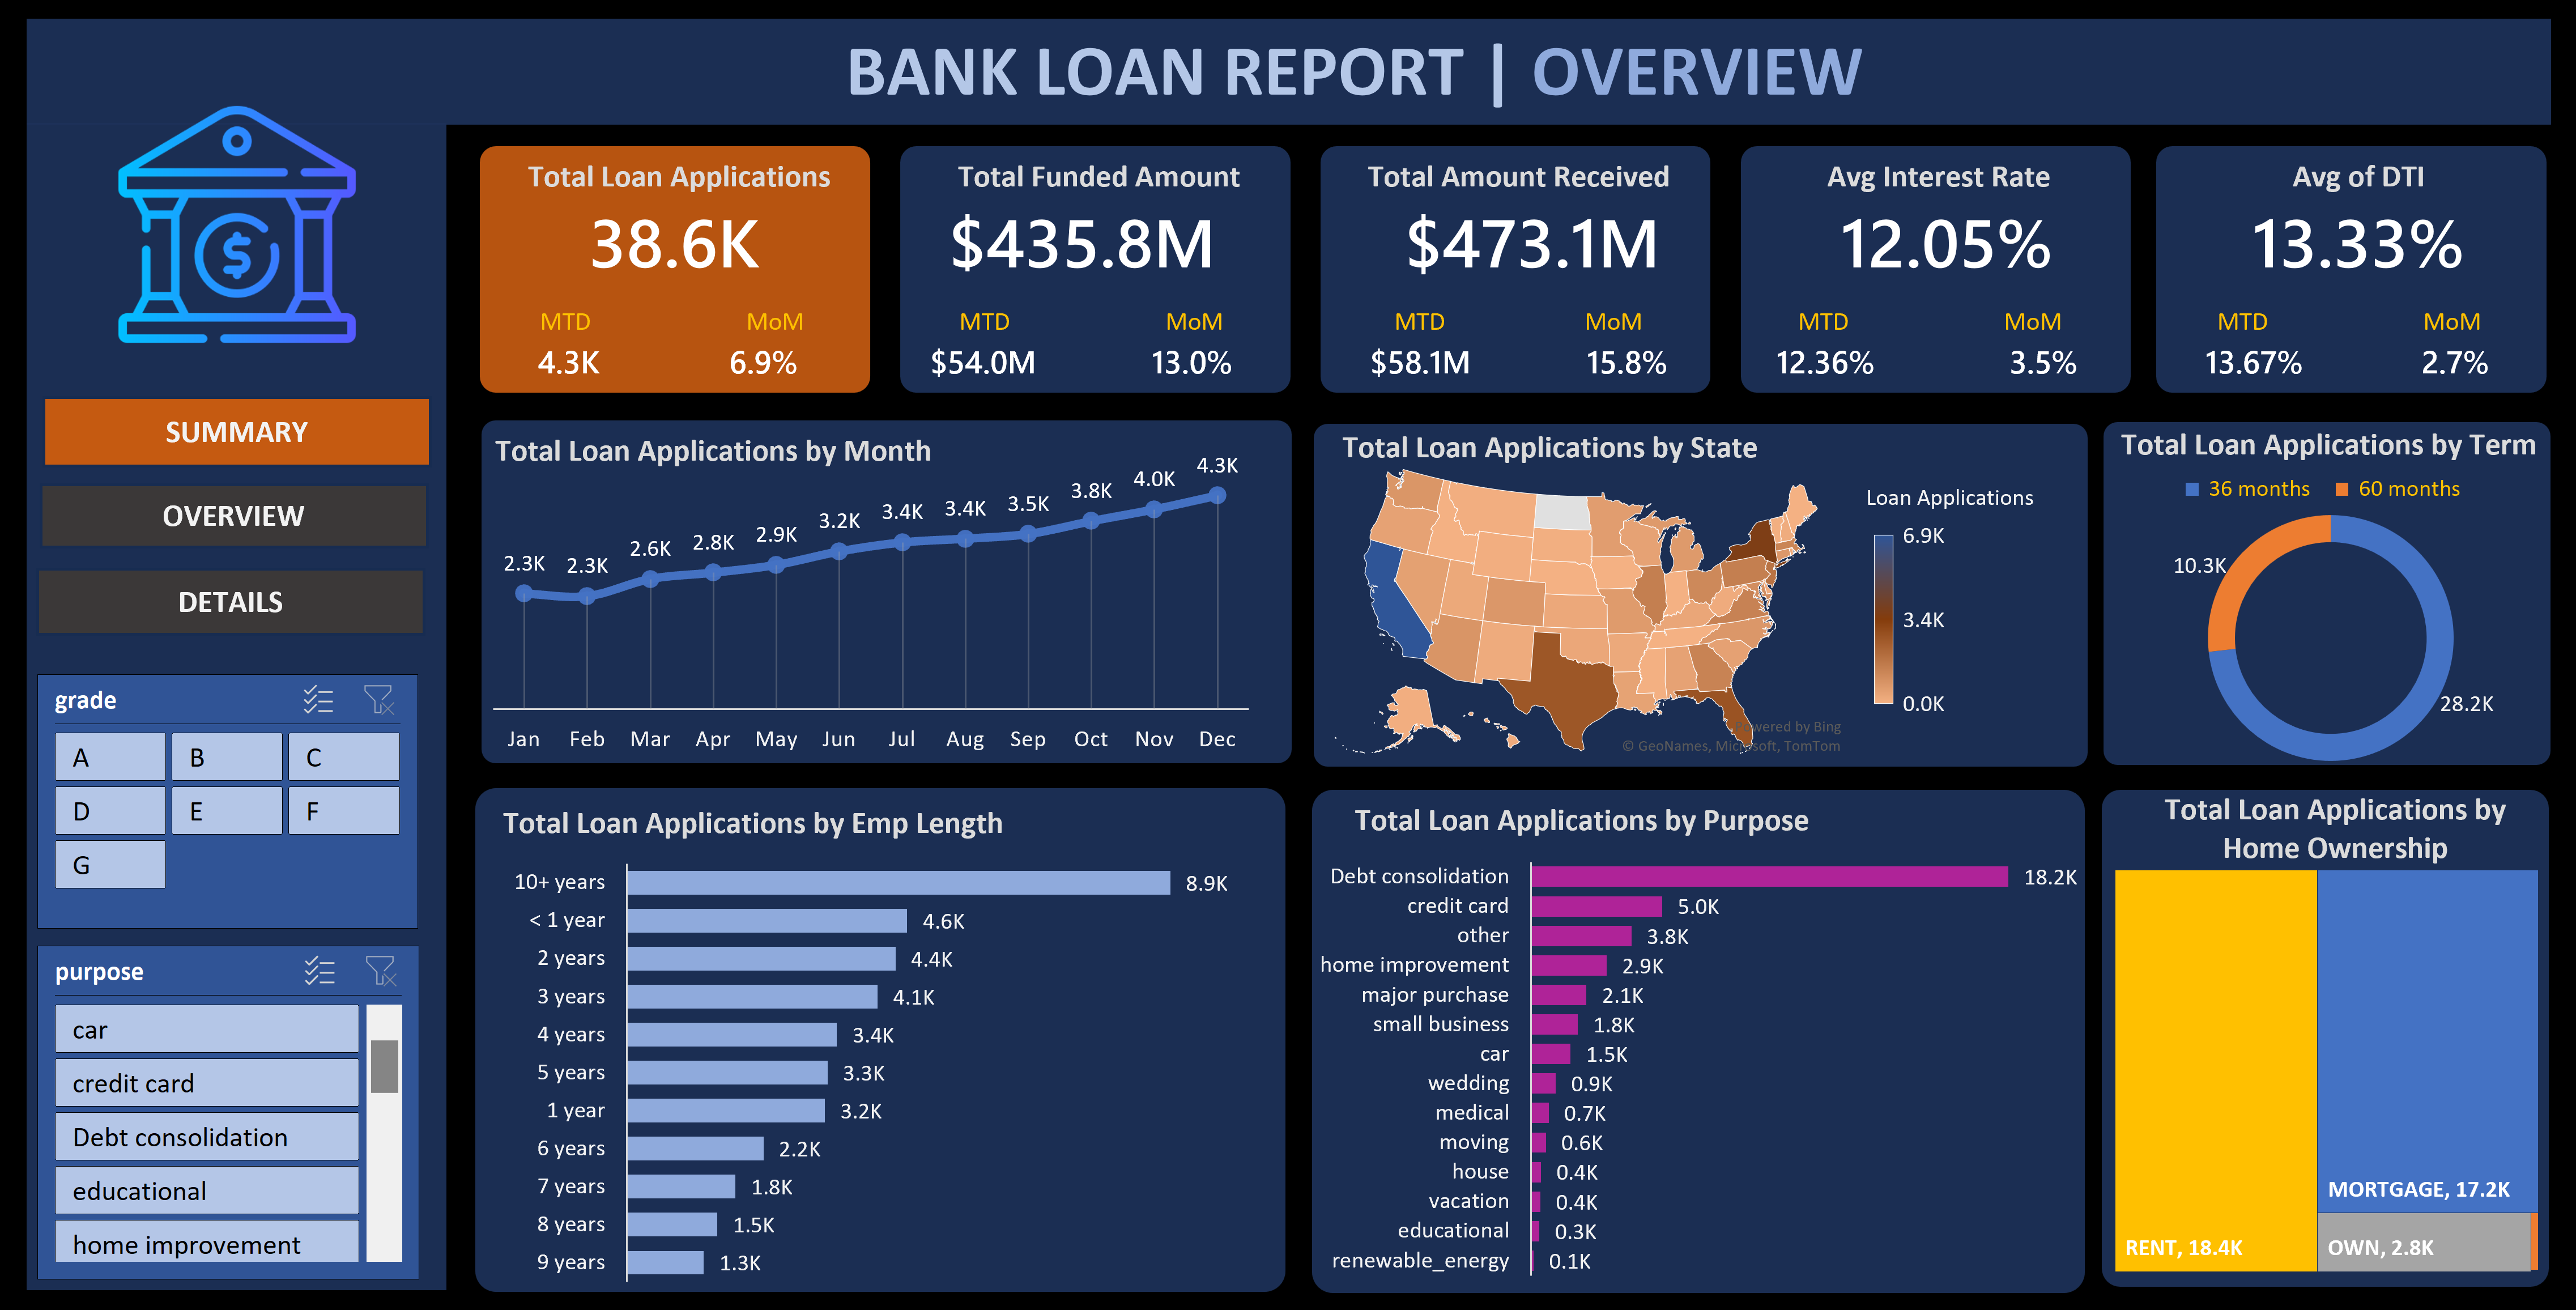 BANK LOAN REPORT | OVERVIEW
$
SUMMARY
OVERVIEW
DETAILS
grade
A B C
D E F
G
purpose
car
credit card
Debt consolidation
educational
home improvement
Total Loan Applications
38.6K
MTD MoM
4.3K 6.9%
Total Funded Amount
$435.8M
MTD MoM
$54.0M 13.0%
Total Amount Received
$473.1M
MTD MoM
$58.1M 15.8%
Avg Interest Rate
12.05%
MTD MoM
12.36% 3.5%
Avg of DTI
13.33%
MTD MoM
13.67% 2.7%
Total Loan Applications by Month
2.3K 2.3K 2.6K 2.8K 2.9K 3.2K 3.4K 3.4K 3.5K 3.8K 4.0K 4.3K
Jan Feb Mar Apr May Jun Jul Aug Sep Oct Nov Dec
Total Loan Applications by State
Loan Applications
6.9K
3.4K
0.0K
Powered by Bing
© GeoNames, Microsoft, TomTom
Total Loan Applications by Term
36 months 60 months
10.3K
28.2K
Total Loan Applications by Emp Length
10+ years 8.9K
< 1 year 4.6K
2 years 4.4K
3 years 4.1K
4 years 3.4K
5 years 3.3K
1 year 3.2K
6 years 2.2K
7 years 1.8K
8 years 1.5K
9 years 1.3K
Total Loan Applications by Purpose
Debt consolidation 18.2K
credit card 5.0K
other 3.8K
home improvement 2.9K
major purchase 2.1K
small business 1.8K
car 1.5K
wedding 0.9K
medical 0.7K
moving 0.6K
house 0.4K
vacation 0.4K
educational 0.3K
renewable_energy 0.1K
Total Loan Applications by
Home Ownership
MORTGAGE, 17.2K
RENT, 18.4K
OWN, 2.8K